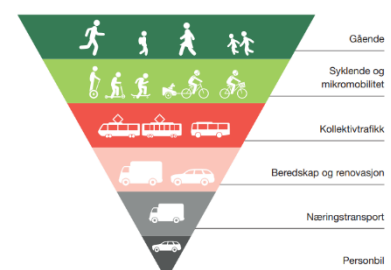 Gående
Syklende og
mikromobilitet
Kollektivtrafikk
Beredskap og renovasjon
Næringstransport
Personbil